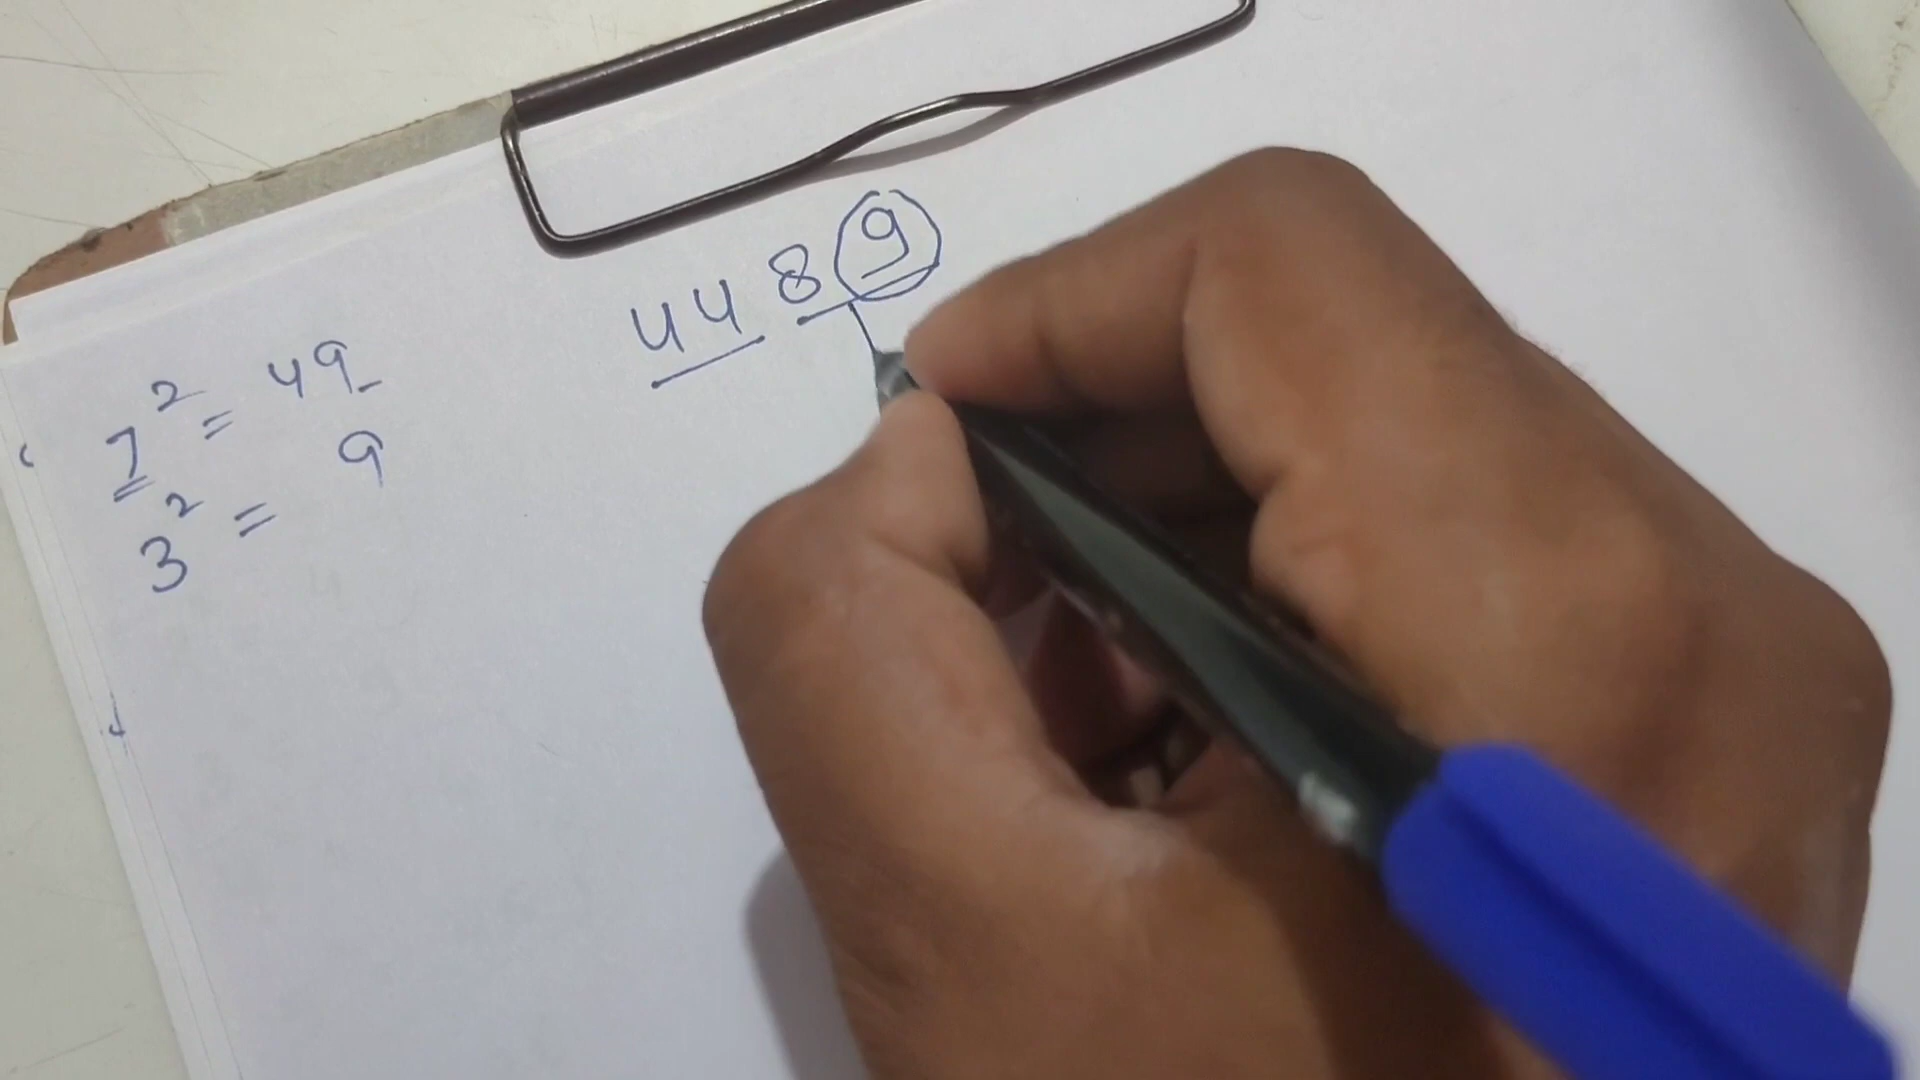 4489
7² = 49
3² = 9